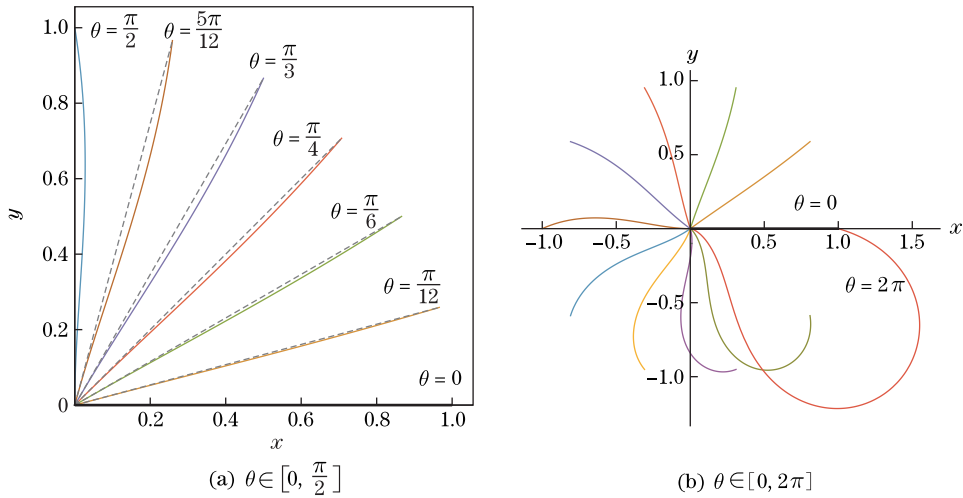 1.0
θ = π/2
θ = 5π/12
θ = π/3
0.8
θ = π/4
0.6
y
θ = π/6
0.4
θ = π/12
0.2
θ = 0
0
0.2 0.4 0.6 0.8 1.0
x
(a) θ∈[0, π/2]
y
1.0
0.5
θ = 0
x
-1.0 -0.5 0.5 1.0 1.5
θ = 2π
-0.5
-1.0
(b) θ∈[0, 2π]